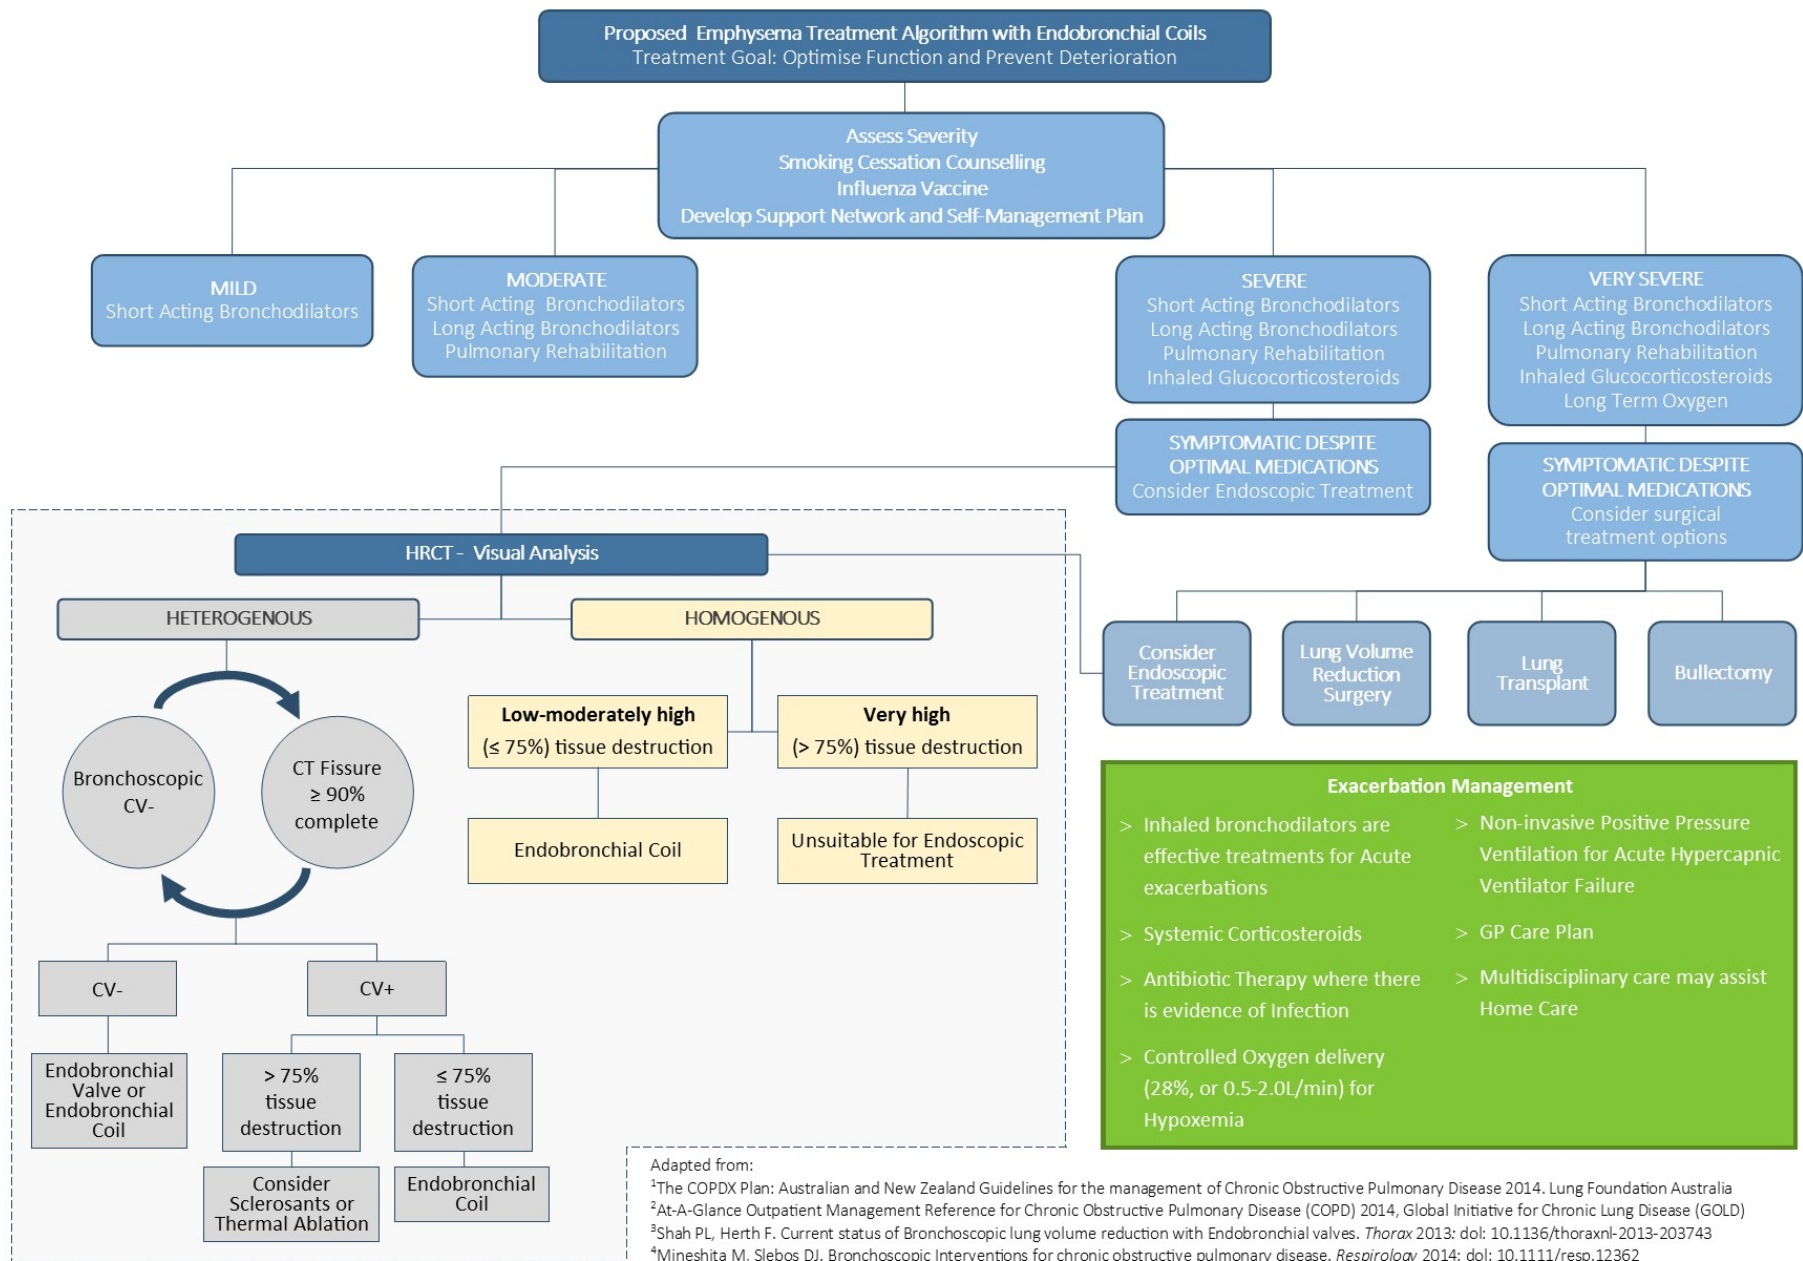 Proposed Emphysema Treatment Algorithm with Endobronchial Coils
Treatment Goal: Optimise Function and Prevent Deterioration
Assess Severity
Smoking Cessation Counselling
Influenza Vaccine
Develop Support Network and Self-Management Plan
MILD
Short Acting Bronchodilators
MODERATE
Short Acting Bronchodilators
Long Acting Bronchodilators
Pulmonary Rehabilitation
SEVERE
Short Acting Bronchodilators
Long Acting Bronchodilators
Pulmonary Rehabilitation
Inhaled Glucocorticosteroids
VERY SEVERE
Short Acting Bronchodilators
Long Acting Bronchodilators
Pulmonary Rehabilitation
Inhaled Glucocorticosteroids
Long Term Oxygen
SYMPTOMATIC DESPITE
OPTIMAL MEDICATIONS
Consider Endoscopic Treatment
SYMPTOMATIC DESPITE
OPTIMAL MEDICATIONS
Consider surgical
treatment options
HRCT - Visual Analysis
HETEROGENOUS
HOMOGENOUS
Consider
Endoscopic
Treatment
Lung Volume
Reduction
Surgery
Lung
Transplant
Bullectomy
Bronchoscopic
CV-
CT Fissure
≥ 90%
complete
Low-moderately high
(≤ 75%) tissue destruction
Very high
(> 75%) tissue destruction
Endobronchial Coil
Unsuitable for Endoscopic
Treatment
CV-
CV+
Endobronchial
Valve or
Endobronchial
Coil
> 75%
tissue
destruction
≤ 75%
tissue
destruction
Consider
Sclerosants or
Thermal Ablation
Endobronchial
Coil
Exacerbation Management
> Inhaled bronchodilators are
effective treatments for Acute
exacerbations
> Systemic Corticosteroids
> Antibiotic Therapy where there
is evidence of Infection
> Controlled Oxygen delivery
(28%, or 0.5-2.0L/min) for
Hypoxemia
> Non-invasive Positive Pressure
Ventilation for Acute Hypercapnic
Ventilator Failure
> GP Care Plan
> Multidisciplinary care may assist
Home Care
Adapted from:
¹The COPDX Plan: Australian and New Zealand Guidelines for the management of Chronic Obstructive Pulmonary Disease 2014. Lung Foundation Australia
²At-A-Glance Outpatient Management Reference for Chronic Obstructive Pulmonary Disease (COPD) 2014, Global Initiative for Chronic Lung Disease (GOLD)
³Shah PL, Herth F. Current status of Bronchoscopic lung volume reduction with Endobronchial valves. Thorax 2013: doi: 10.1136/thoraxnl-2013-203743
⁴Mineshita M, Slebos DJ. Bronchoscopic Interventions for chronic obstructive pulmonary disease. Respirology 2014: doi: 10.1111/resp.12362